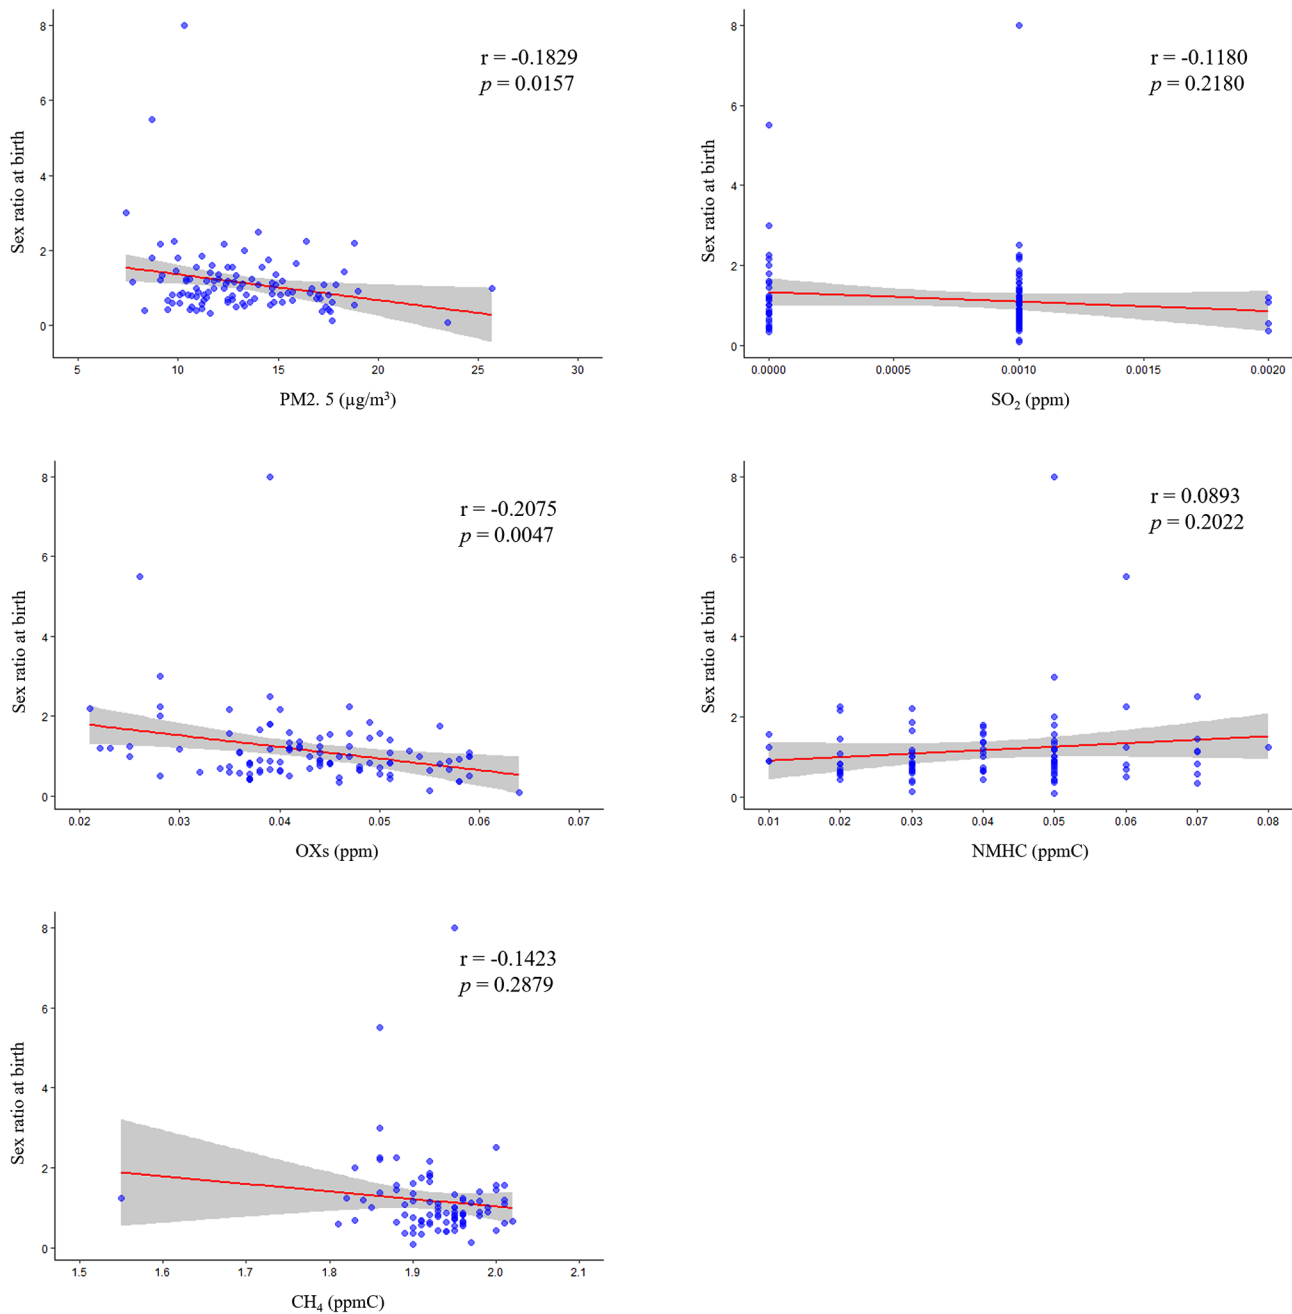 8
6
4
2
0
Sex ratio at birth
r = -0.1829
p = 0.0157
5 10 15 20 25 30
PM2. 5 (µg/m³)
8
6
4
2
0
Sex ratio at birth
r = -0.1180
p = 0.2180
0.0000 0.0005 0.0010 0.0015 0.0020
SO₂ (ppm)
8
6
4
2
0
Sex ratio at birth
r = -0.2075
p = 0.0047
0.02 0.03 0.04 0.05 0.06 0.07
OXs (ppm)
8
6
4
2
0
Sex ratio at birth
r = 0.0893
p = 0.2022
0.01 0.02 0.03 0.04 0.05 0.06 0.07 0.08
NMHC (ppmC)
8
6
4
2
0
Sex ratio at birth
r = -0.1423
p = 0.2879
1.5 1.6 1.7 1.8 1.9 2.0 2.1
CH₄ (ppmC)